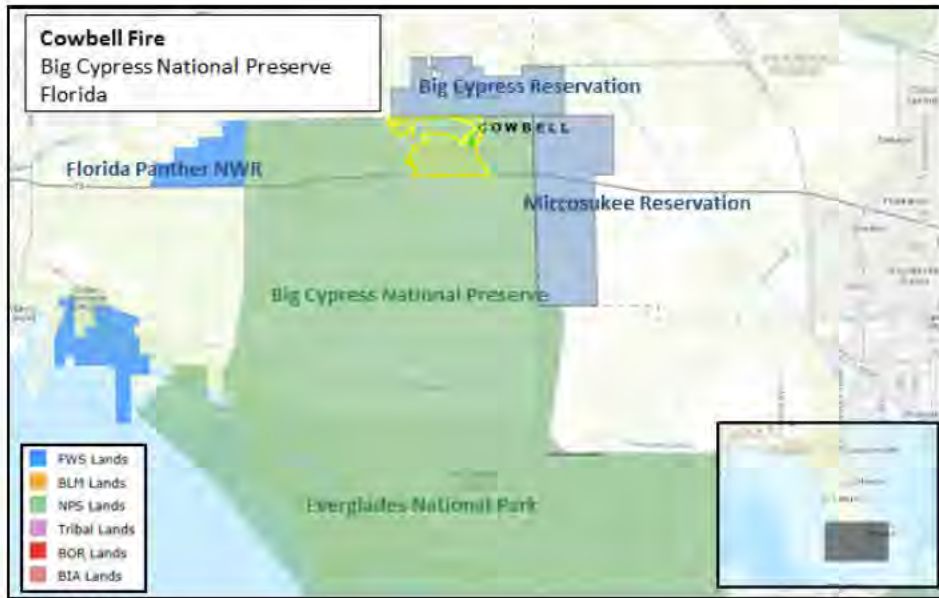 Cowbell Fire
Big Cypress National Preserve
Florida
Big Cypress Reservation
COWBELL
Florida Panther NWR
Miccosukee Reservation
Big Cypress National Preserve
Everglades National Park
FWS Lands
BLM Lands
NPS Lands
Tribal Lands
BOR Lands
BIA Lands